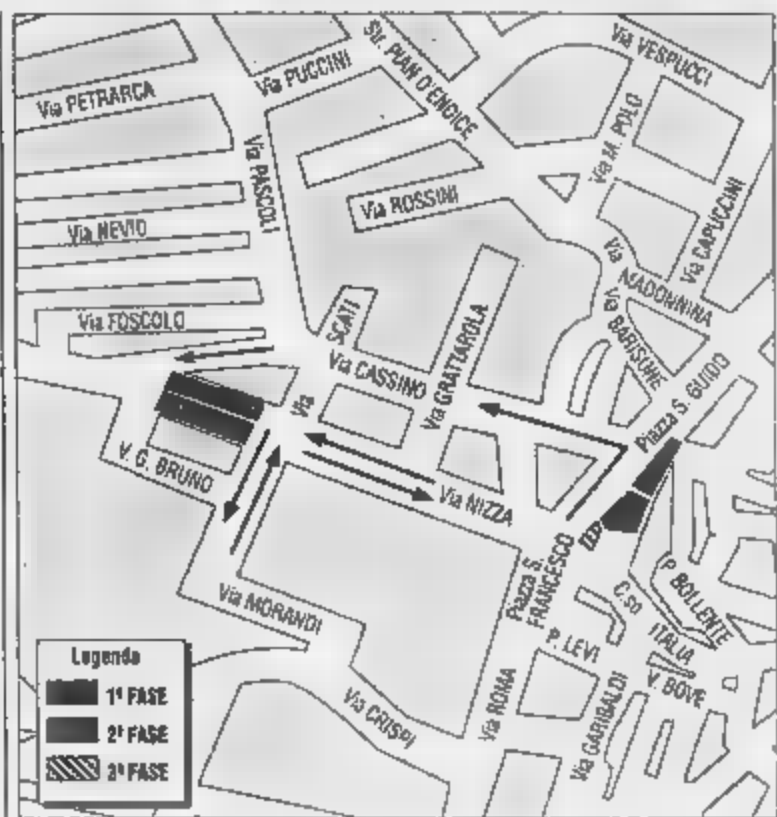 Via VESPUCCI
Str. PIAN D'ENDICE
Via PUCCINI
Via PETRARCA
Via M. POLO
Via PASCOLI
Via ROSSINI
Via CAPUCCINI
Via NEVIO
Via MADONNINA
Via FOSCOLO
SCATI
Via BARISONE
Via CASSINO
Via GRATTAROLA
Piazza S. GUIDO
Via
V. G. BRUNO
Via NIZZA
Piazza S. FRANCESCO
P. BOLLENTE
C.so ITALIA
Via MORANDI
P. LEVI
V. BOVE
Via ROMA
Via GARIBALDI
Via CRISPI
Legenda
1ª FASE
2ª FASE
3ª FASE